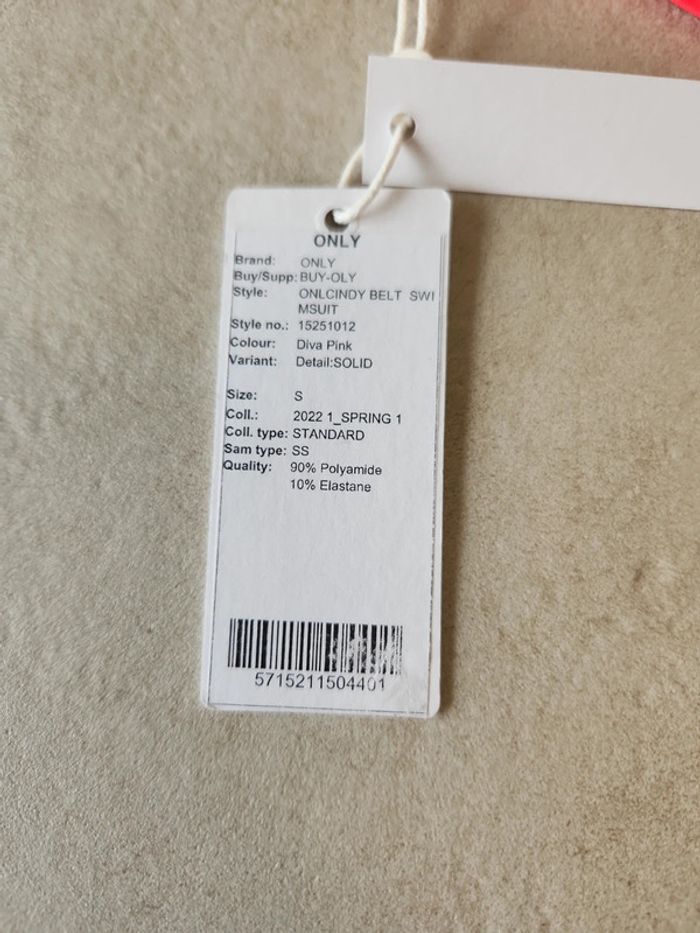 ONLY
Brand: ONLY
Buy/Supp: BUY-OLY
Style: ONLCINDY BELT SWI
MSUIT
Style no.: 15251012
Colour: Diva Pink
Variant: Detail:SOLID
Size: S
Coll.: 2022 1_SPRING 1
Coll. type: STANDARD
Sam type: SS
Quality: 90% Polyamide
10% Elastane
5715211504401